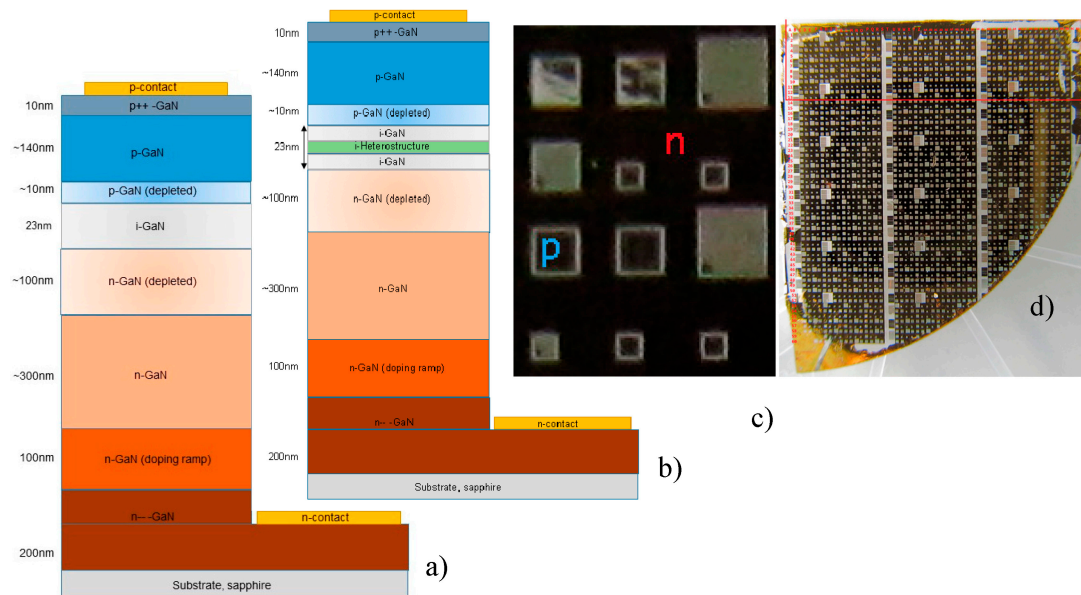 p-contact
10nm
p++ -GaN
~140nm
p-GaN
~10nm
p-GaN (depleted)
23nm
i-GaN
~100nm
n-GaN (depleted)
~300nm
n-GaN
100nm
n-GaN (doping ramp)
n-- -GaN
n-contact
200nm
Substrate, sapphire
a)
p-contact
10nm
p++ -GaN
~140nm
p-GaN
~10nm
p-GaN (depleted)
i-GaN
23nm
i-Heterostructure
i-GaN
~100nm
n-GaN (depleted)
~300nm
n-GaN
100nm
n-GaN (doping ramp)
n-- -GaN
n-contact
200nm
Substrate, sapphire
b)
n
p
c)
d)